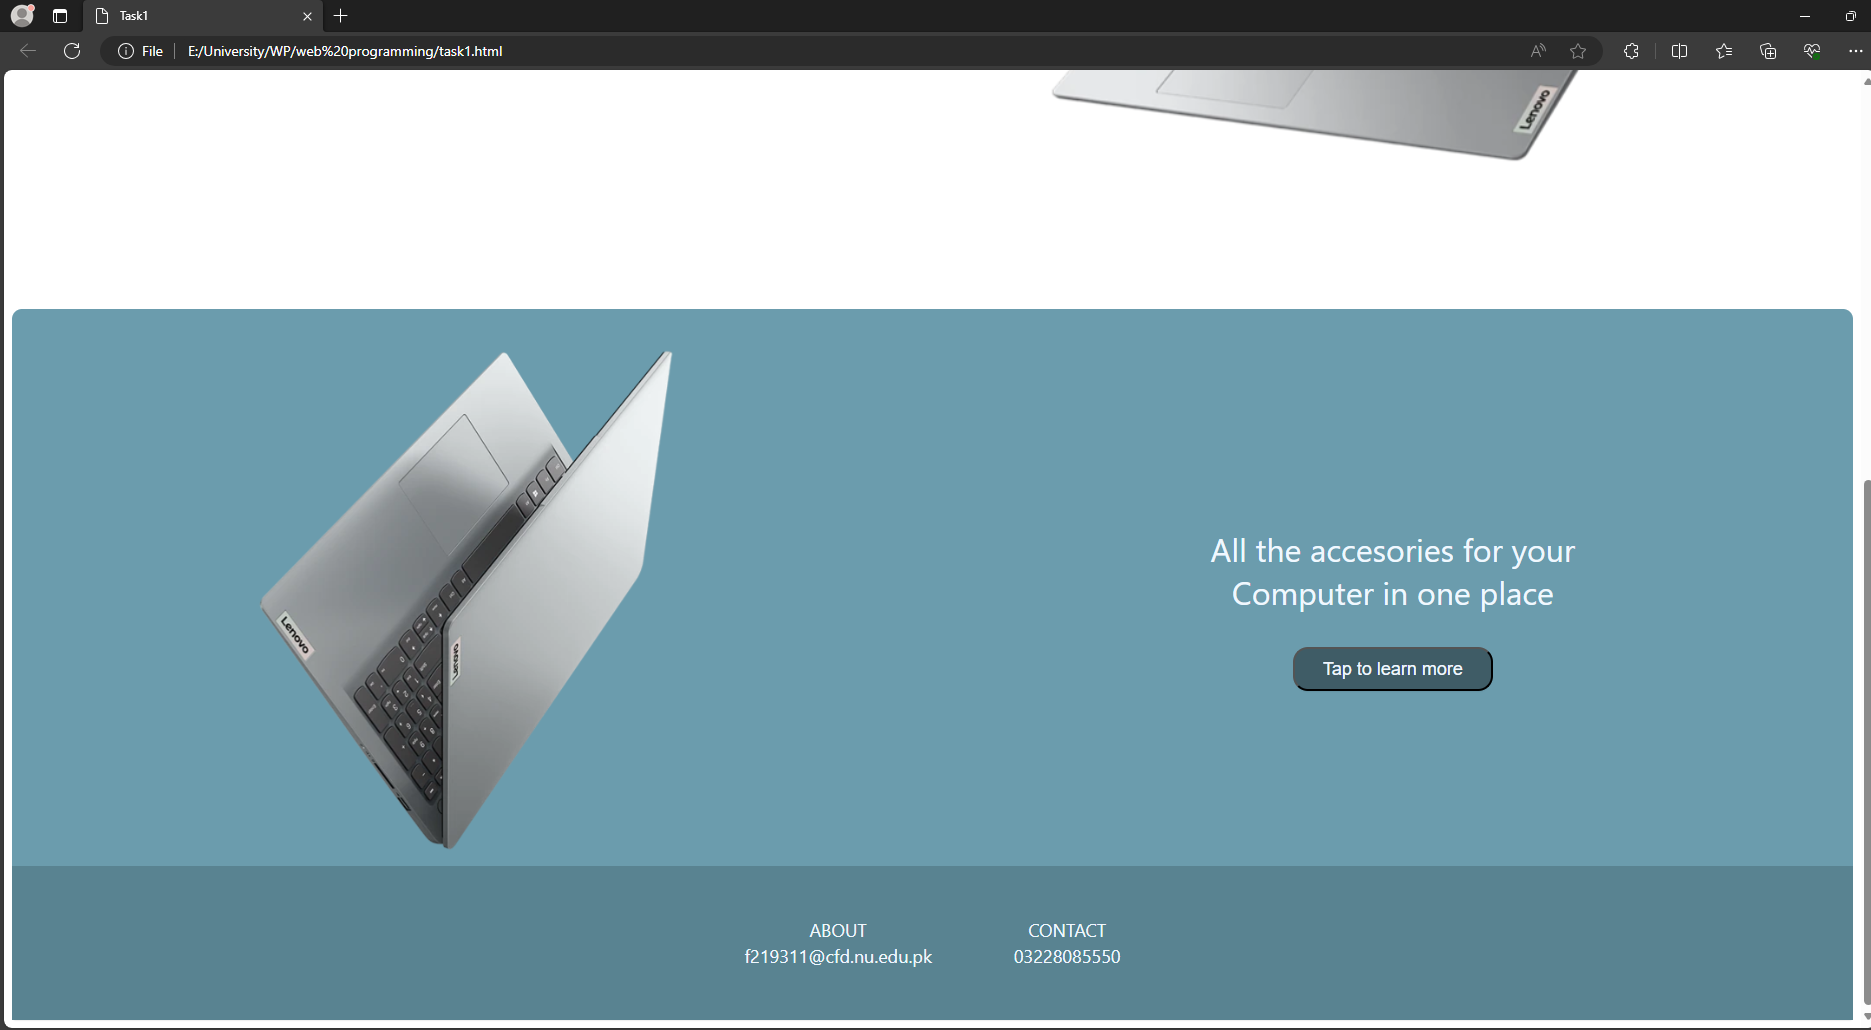 Task1
File
E:/University/WP/web%20programming/task1.html
Lenovo
Lenovo
Lenovo
All the accesories for your
Computer in one place
Tap to learn more
ABOUT
CONTACT
f219311@cfd.nu.edu.pk
03228085550